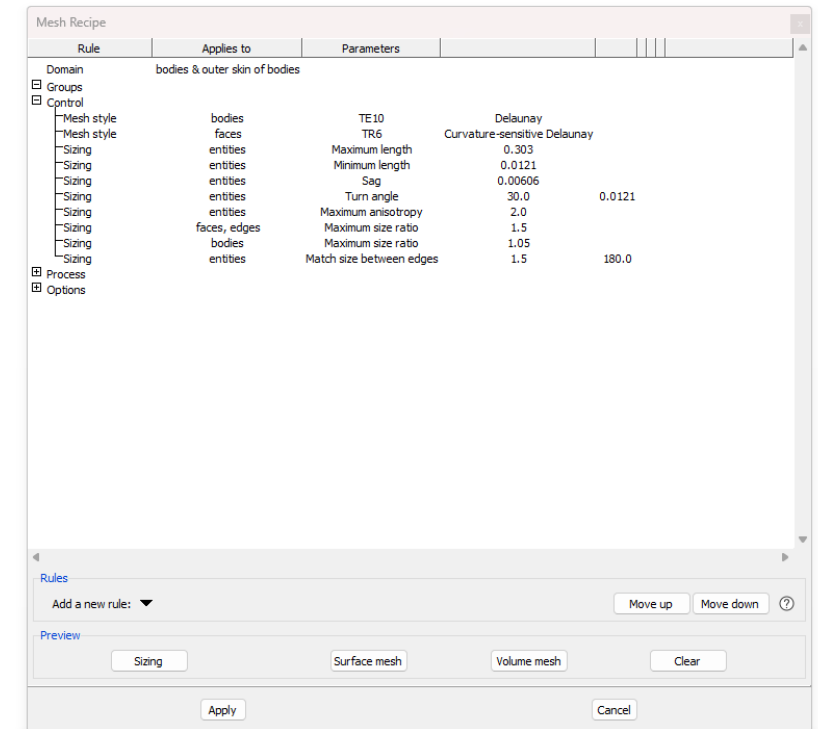 Mesh Recipe
Rule Applies to Parameters
Domain bodies & outer skin of bodies
Groups
Control
Mesh style bodies TE10 Delaunay
Mesh style faces TR6 Curvature-sensitive Delaunay
Sizing entities Maximum length 0.303
Sizing entities Minimum length 0.0121
Sizing entities Sag 0.00606
Sizing entities Turn angle 30.0 0.0121
Sizing entities Maximum anisotropy 2.0
Sizing faces, edges Maximum size ratio 1.5
Sizing bodies Maximum size ratio 1.05
Sizing entities Match size between edges 1.5 180.0
Process
Options
Rules
Add a new rule: Move up Move down ?
Preview
Sizing Surface mesh Volume mesh Clear
Apply Cancel